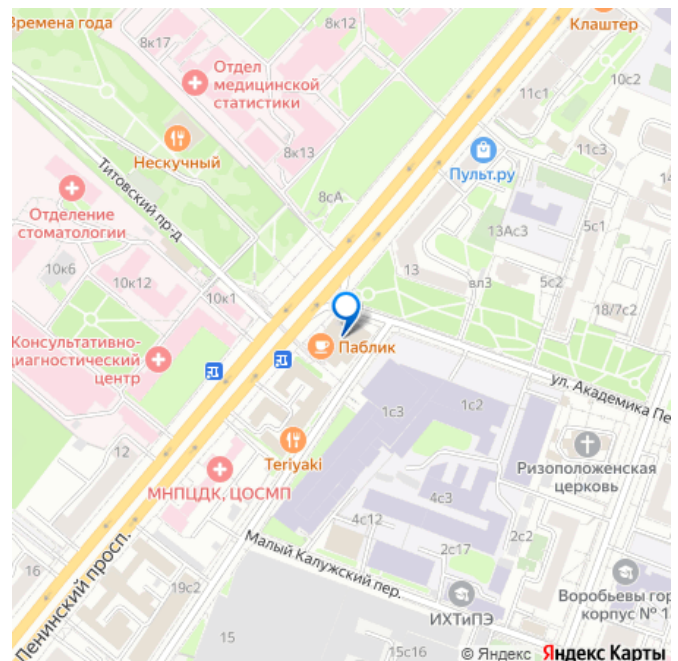 Времена года
8к17
8к12
Клаштер
Отдел
медицинской
статистики
11с1
10с2
Нескучный
8к13
Пульт.ру
11с3
14
Титовский пр-д
8сА
Отделение
стоматологии
13Ас3
5с1
10к6
10к12
10к1
13
вл3
5с2
18/7с2
Консультативно-
диагностический
центр
Паблик
ул. Академика Пе
1с3
1с2
12
Teriyaki
МНПЦДК, ЦОСМП
Ризоположенская
церковь
4с3
4с12
2с2
2с17
Малый Калужский пер.
Ленинский просп.
16
19с2
15
ИХТиПЭ
Воробьевы гор
корпус № 1
© Яндекс Яндекс Карты